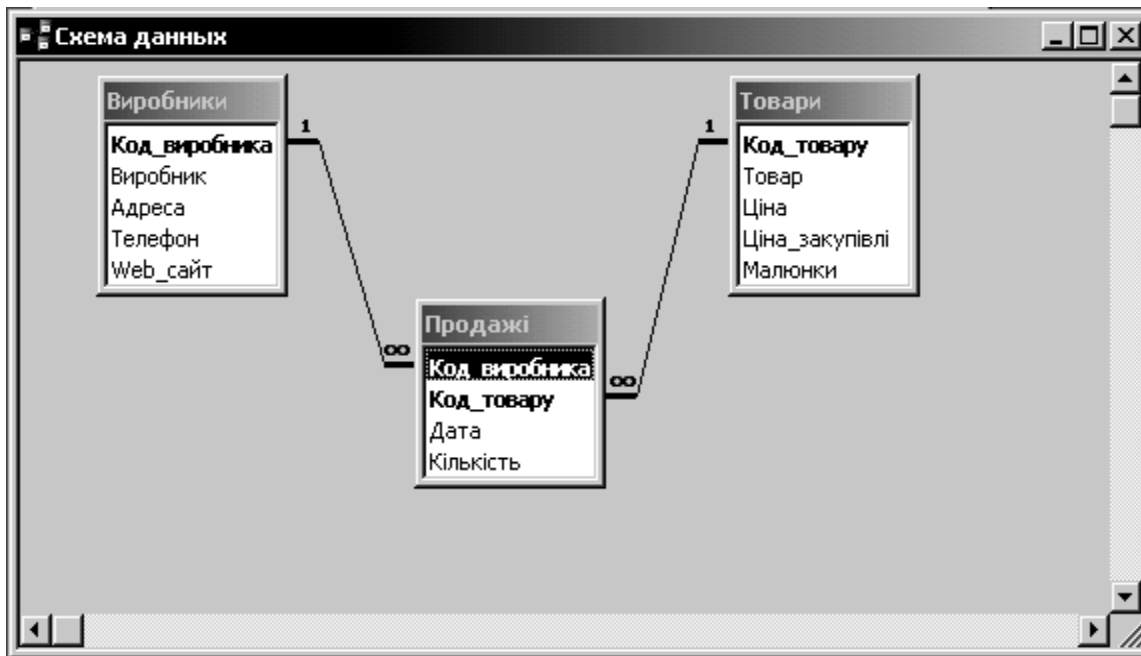 Схема данных
Виробники
1
Код_виробника
Виробник
Адреса
Телефон
Web_сайт
Товари
1
Код_товару
Товар
Ціна
Ціна_закупівлі
Малюнки
Продажі
∞
Код_виробника
∞
Код_товару
Дата
Кількість